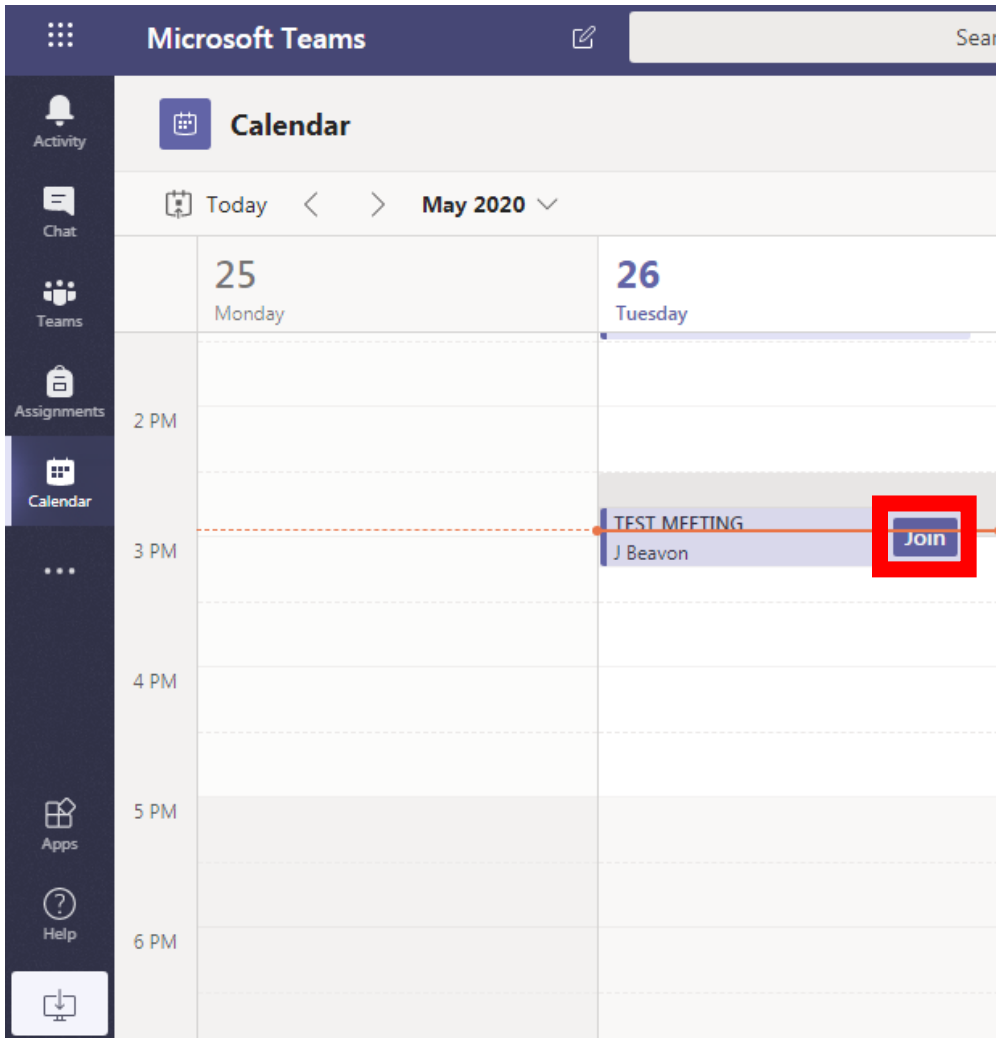 Microsoft Teams
Sear
Activity
Calendar
Chat
Today
May 2020
Teams
25
Monday
26
Tuesday
Assignments
2 PM
Calendar
TEST MEETING
J Beavon
Join
3 PM
4 PM
5 PM
Apps
Help
6 PM